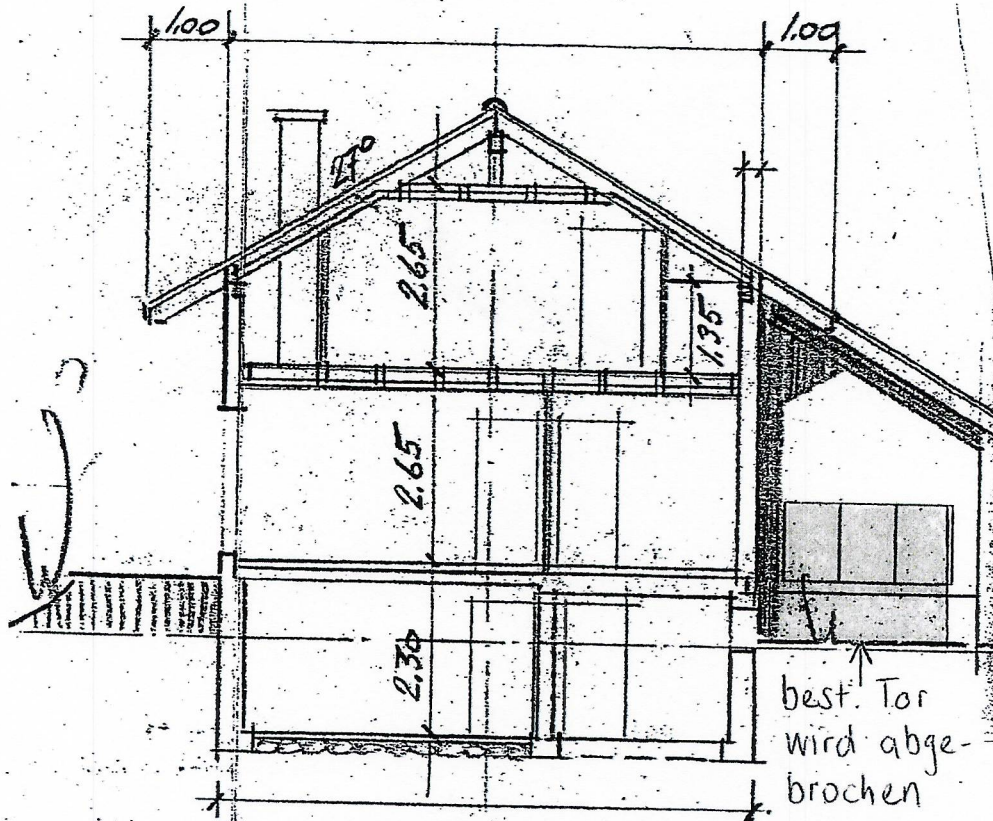 1.00
1.00
27°
2.65
1.35
2.65
2.30
best. Tor
wird abge-
brochen